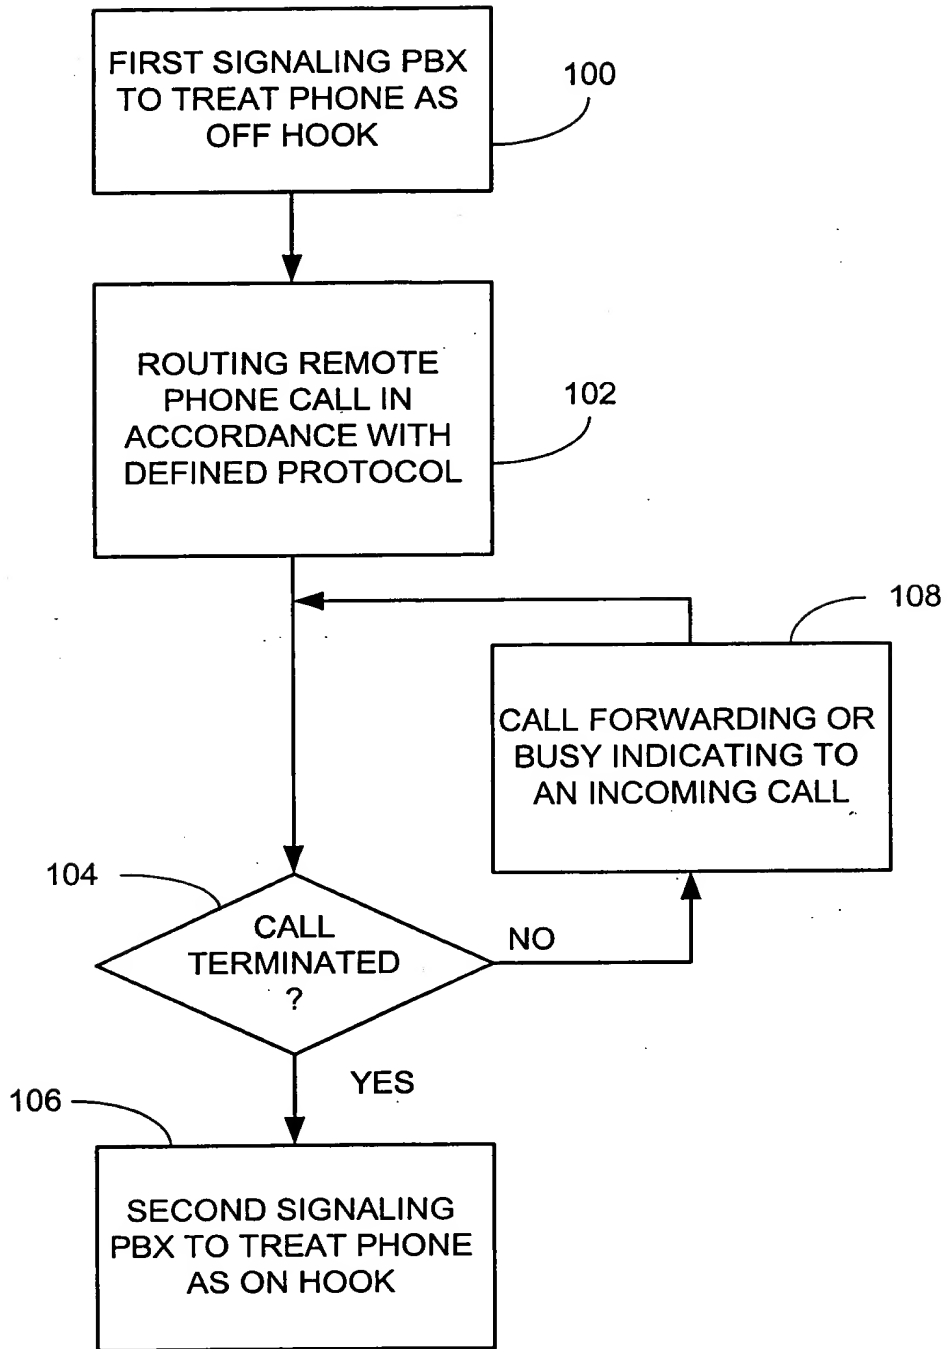 FIRST SIGNALING PBX
TO TREAT PHONE AS
OFF HOOK
100
ROUTING REMOTE
PHONE CALL IN
ACCORDANCE WITH
DEFINED PROTOCOL
102
108
CALL FORWARDING OR
BUSY INDICATING TO
AN INCOMING CALL
104
CALL
TERMINATED
?
NO
YES
106
SECOND SIGNALING
PBX TO TREAT PHONE
AS ON HOOK